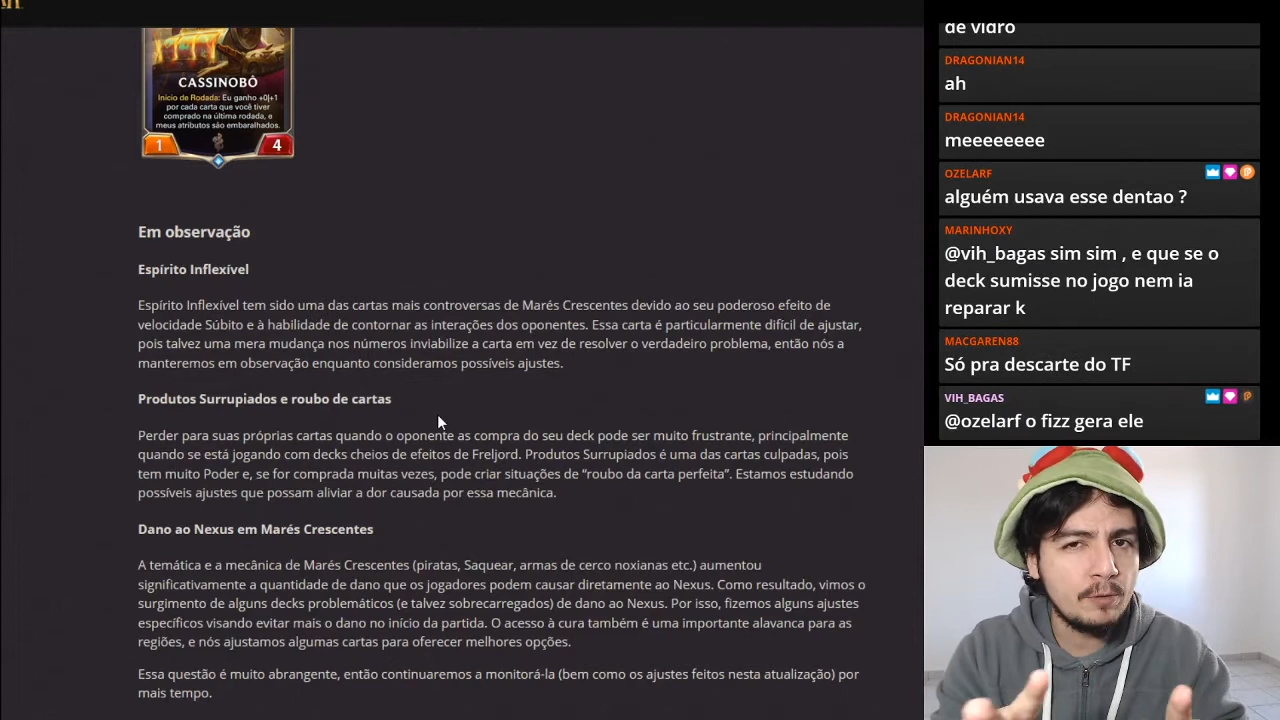 CASSINOBÔ
Início de Rodada: Eu ganho +0|+1
por cada carta que você tiver
comprado na última rodada, e
meus atributos são embaralhados.
1
4
Em observação
Espírito Inflexível
Espírito Inflexível tem sido uma das cartas mais controversas de Marés Crescentes devido ao seu poderoso efeito de
velocidade Súbito e à habilidade de contornar as interações dos oponentes. Essa carta é particularmente difícil de ajustar,
pois talvez uma mera mudança nos números inviabilize a carta em vez de resolver o verdadeiro problema, então nós a
manteremos em observação enquanto consideramos possíveis ajustes.
Produtos Surrupiados e roubo de cartas
Perder para suas próprias cartas quando o oponente as compra do seu deck pode ser muito frustrante, principalmente
quando se está jogando com decks cheios de efeitos de Freljord. Produtos Surrupiados é uma das cartas culpadas, pois
tem muito Poder e, se for comprada muitas vezes, pode criar situações de “roubo da carta perfeita”. Estamos estudando
possíveis ajustes que possam aliviar a dor causada por essa mecânica.
Dano ao Nexus em Marés Crescentes
A temática e a mecânica de Marés Crescentes (piratas, Saquear, armas de cerco noxianas etc.) aumentou
significativamente a quantidade de dano que os jogadores podem causar diretamente ao Nexus. Como resultado, vimos o
surgimento de alguns decks problemáticos (e talvez sobrecarregados) de dano ao Nexus. Por isso, fizemos alguns ajustes
específicos visando evitar mais o dano no início da partida. O acesso à cura também é uma importante alavanca para as
regiões, e nós ajustamos algumas cartas para oferecer melhores opções.
Essa questão é muito abrangente, então continuaremos a monitorá-la (bem como os ajustes feitos nesta atualização) por
mais tempo.
de vidro
DRAGONIAN14
ah
DRAGONIAN14
meeeeeeee
OZELARF
alguém usava esse dentao ?
MARINHOXY
@vih_bagas sim sim , e que se o
deck sumisse no jogo nem ia
reparar k
MACGAREN88
Só pra descarte do TF
VIH_BAGAS
@ozelarf o fizz gera ele